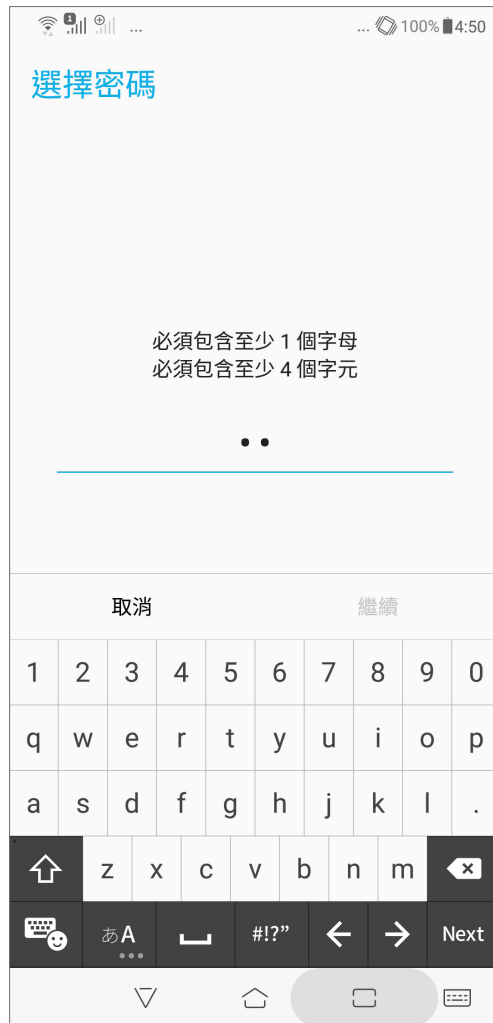 1 ... ... 100% 4:50
選擇密碼
必須包含至少 1 個字母
必須包含至少 4 個字元
取消 繼續
1 2 3 4 5 6 7 8 9 0
q w e r t y u i o p
a s d f g h j k l .
z x c v b n m
あA #!?” Next